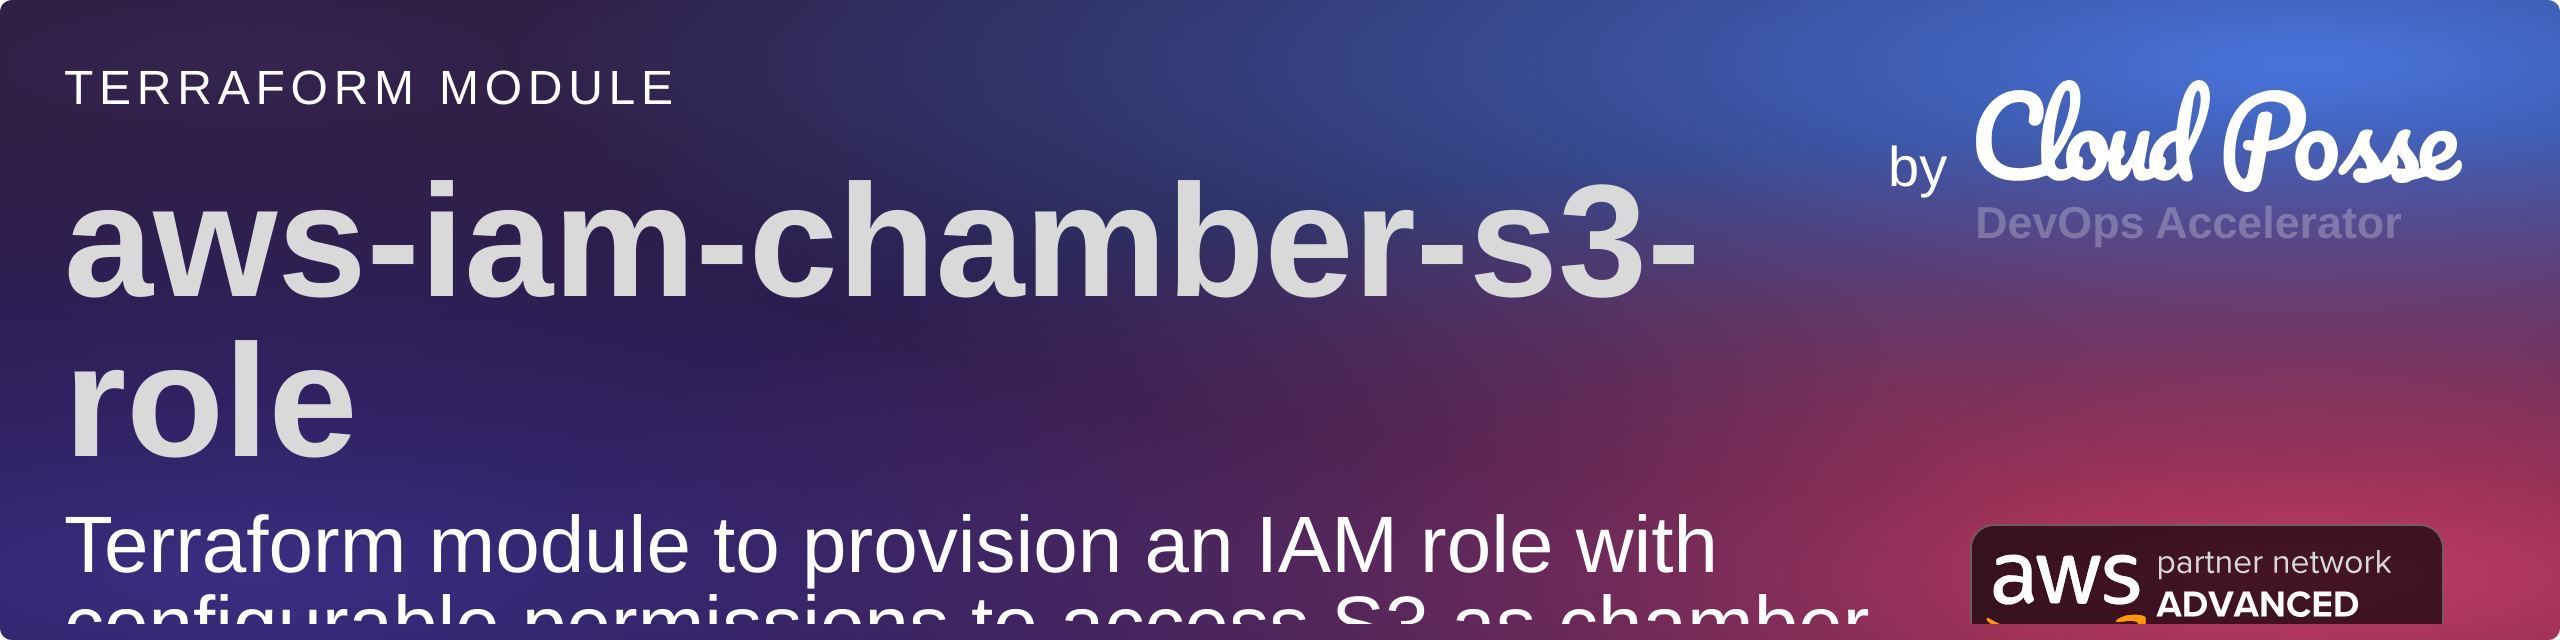 TERRAFORM MODULE
by Cloud Posse
DevOps Accelerator
aws-iam-chamber-s3-
role
Terraform module to provision an IAM role with
configurable permissions to access S3 as chamber
aws partner network
ADVANCED